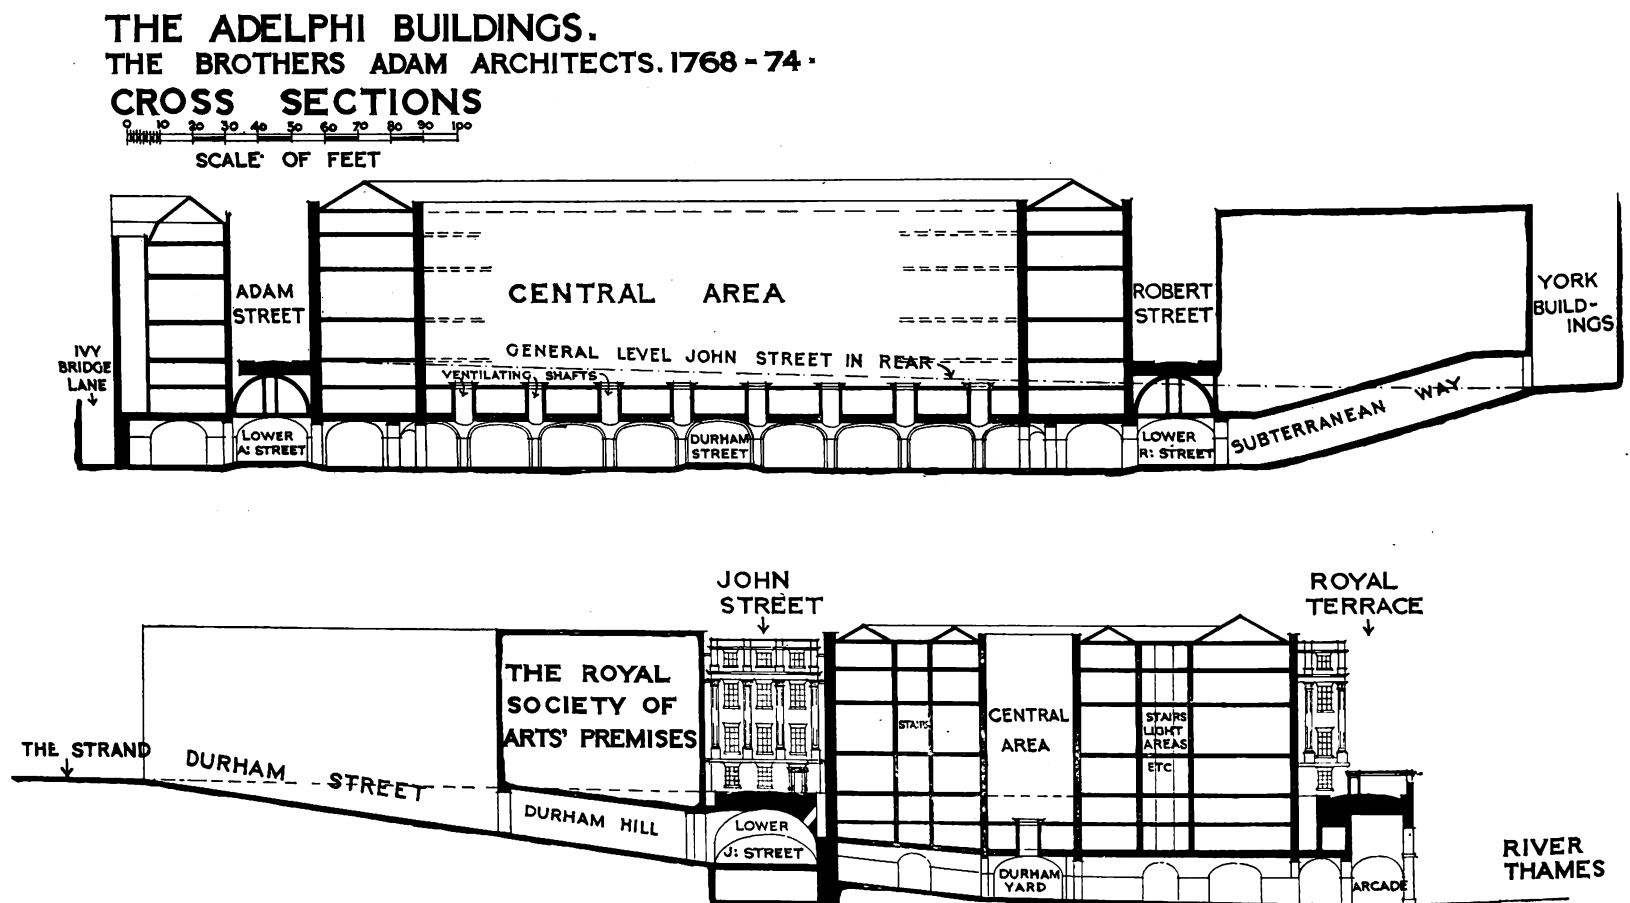 THE ADELPHI BUILDINGS.
THE BROTHERS ADAM ARCHITECTS. 1768-74.
CROSS SECTIONS
0 10 20 30 40 50 60 70 80 90 100
SCALE OF FEET
ADAM
STREET
CENTRAL AREA
ROBERT
STREET
YORK
BUILD-
INGS
IVY
BRIDGE
LANE
GENERAL LEVEL JOHN STREET IN REAR
VENTILATING SHAFTS
LOWER
A: STREET
DURHAM
STREET
LOWER
R: STREET
SUBTERRANEAN WAY
JOHN
STREET
ROYAL
TERRACE
THE ROYAL
SOCIETY OF
ARTS' PREMISES
STAIRS
CENTRAL
AREA
STAIRS
LIGHT
AREAS
ETC
THE STRAND
DURHAM STREET
DURHAM HILL
LOWER
J: STREET
DURHAM
YARD
ARCADE
RIVER
THAMES